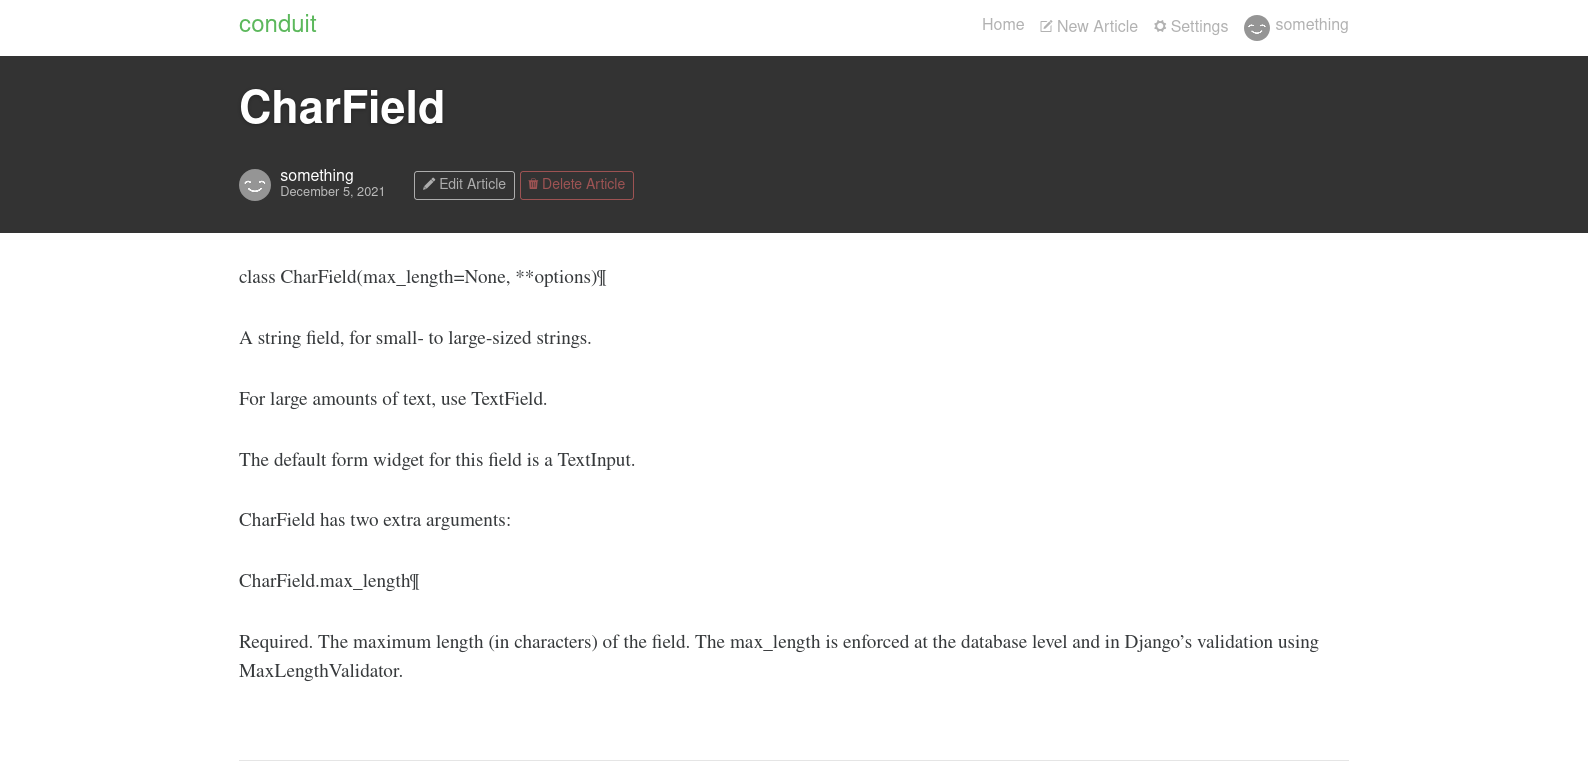 conduit
Home New Article Settings something
CharField
something
December 5, 2021
Edit Article Delete Article
class CharField(max_length=None, **options)¶
A string field, for small- to large-sized strings.
For large amounts of text, use TextField.
The default form widget for this field is a TextInput.
CharField has two extra arguments:
CharField.max_length¶
Required. The maximum length (in characters) of the field. The max_length is enforced at the database level and in Django’s validation using
MaxLengthValidator.